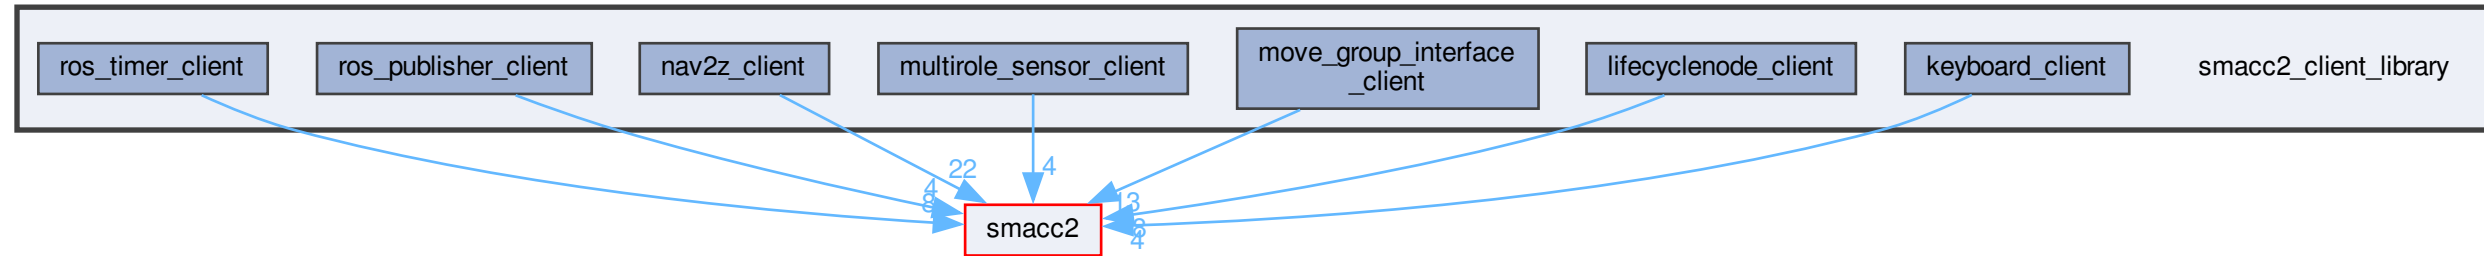 ros_timer_client
ros_publisher_client
nav2z_client
multirole_sensor_client
move_group_interface
_client
lifecyclenode_client
keyboard_client
smacc2_client_library
22
4
4
13
4
smacc2